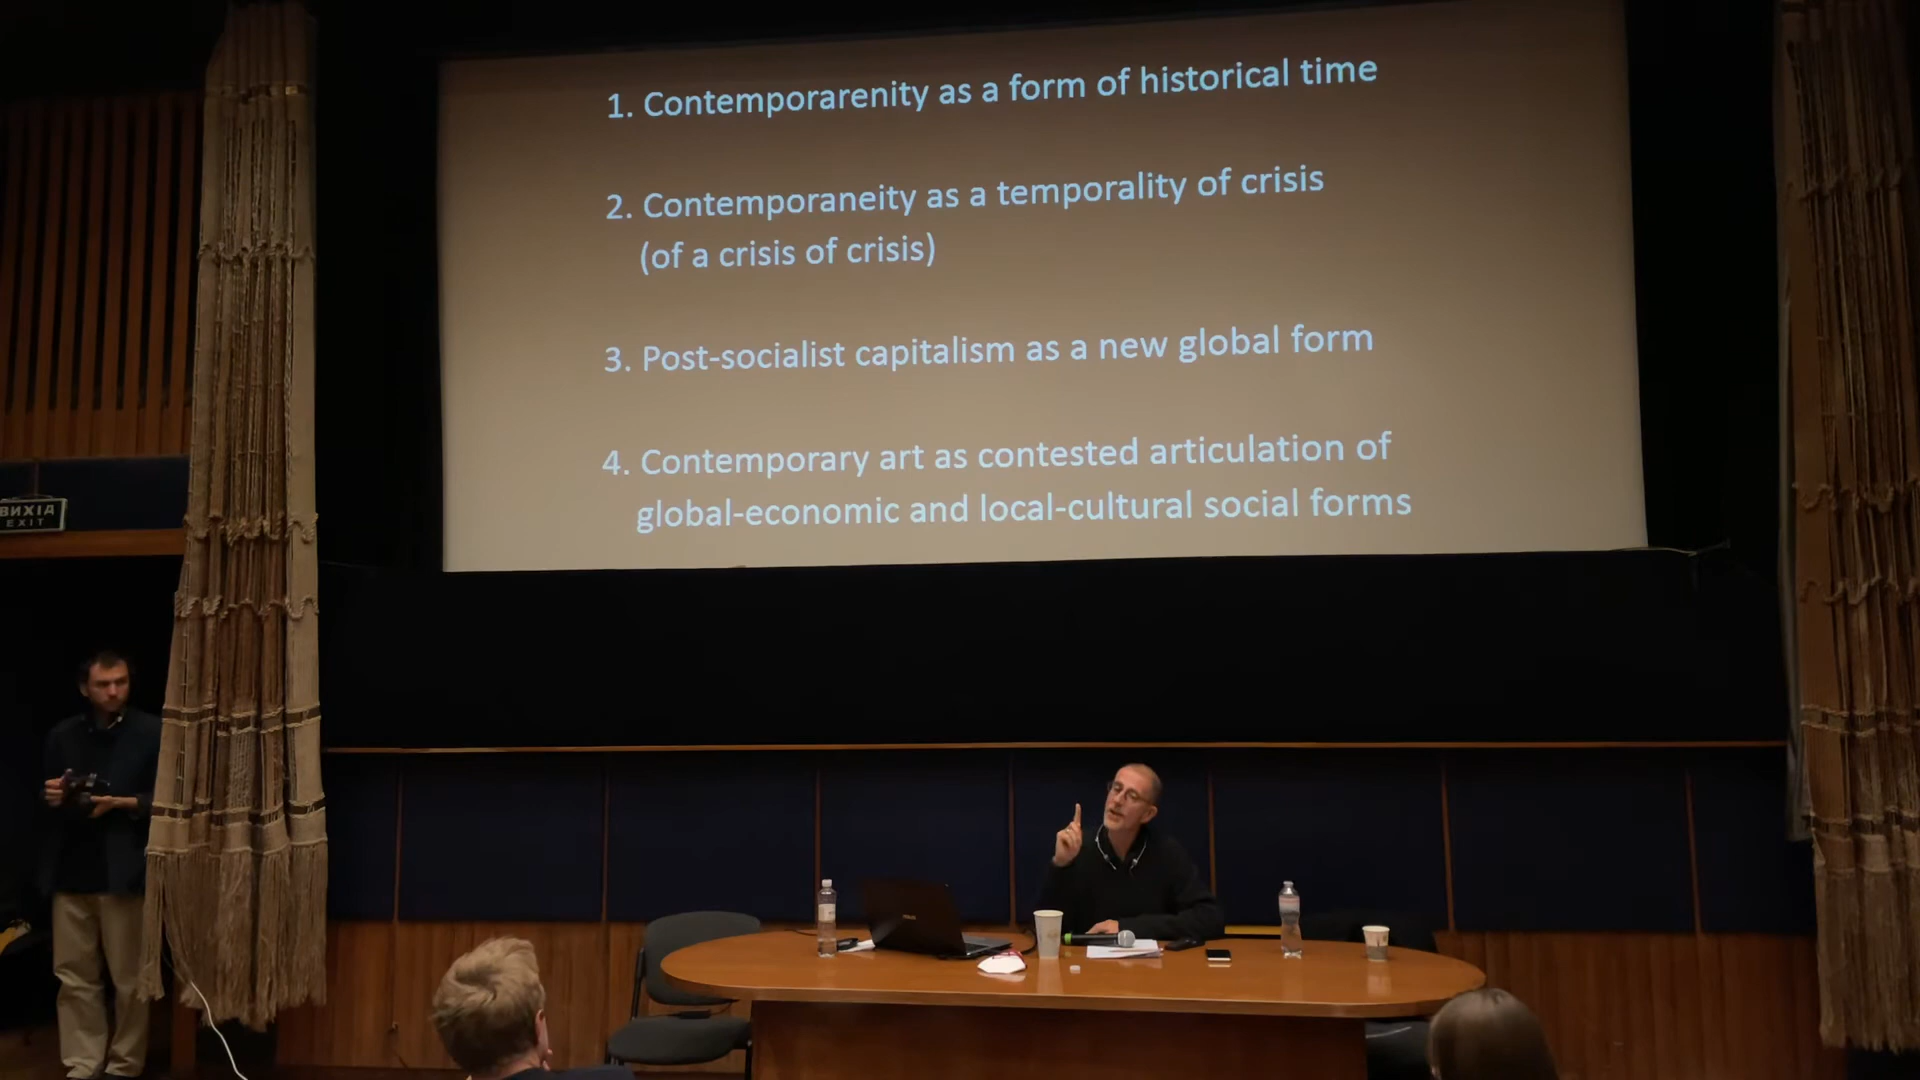 1. Contemporarenity as a form of historical time
2. Contemporaneity as a temporality of crisis
(of a crisis of crisis)
3. Post-socialist capitalism as a new global form
4. Contemporary art as contested articulation of
global-economic and local-cultural social forms
ВИХІД
EXIT
ASUS